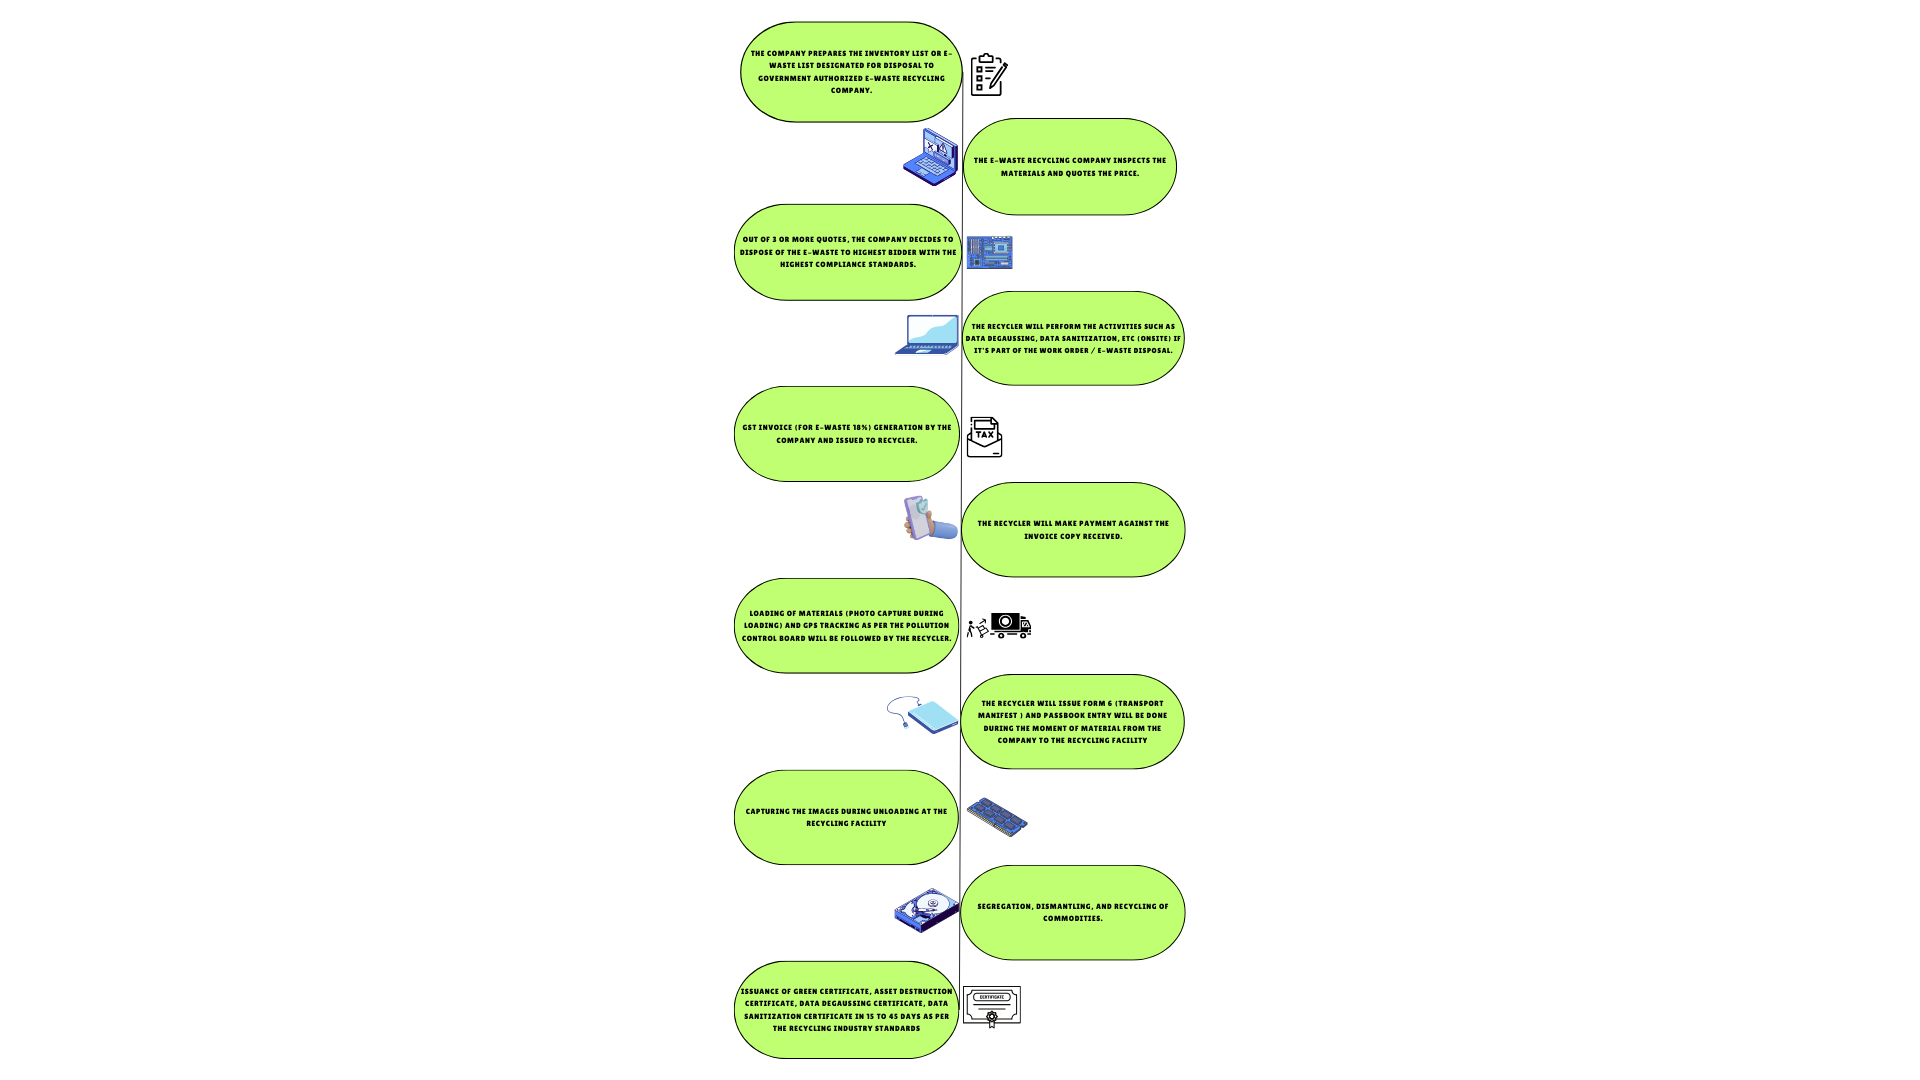 THE COMPANY PREPARES THE INVENTORY LIST OR E-
WASTE LIST DESIGNATED FOR DISPOSAL TO
GOVERNMENT AUTHORIZED E-WASTE RECYCLING
COMPANY.
THE E-WASTE RECYCLING COMPANY INSPECTS THE
MATERIALS AND QUOTES THE PRICE.
OUT OF 3 OR MORE QUOTES, THE COMPANY DECIDES TO
DISPOSE OF THE E-WASTE TO HIGHEST BIDDER WITH THE
HIGHEST COMPLIANCE STANDARDS.
THE RECYCLER WILL PERFORM THE ACTIVITIES SUCH AS
DATA DEGAUSSING, DATA SANITIZATION, ETC (ONSITE) IF
IT'S PART OF THE WORK ORDER / E-WASTE DISPOSAL.
GST INVOICE (FOR E-WASTE 18%) GENERATION BY THE
COMPANY AND ISSUED TO RECYCLER.
TAX
THE RECYCLER WILL MAKE PAYMENT AGAINST THE
INVOICE COPY RECEIVED.
LOADING OF MATERIALS (PHOTO CAPTURE DURING
LOADING) AND GPS TRACKING AS PER THE POLLUTION
CONTROL BOARD WILL BE FOLLOWED BY THE RECYCLER.
THE RECYCLER WILL ISSUE FORM 6 (TRANSPORT
MANIFEST ) AND PASSBOOK ENTRY WILL BE DONE
DURING THE MOMENT OF MATERIAL FROM THE
COMPANY TO THE RECYCLING FACILITY
CAPTURING THE IMAGES DURING UNLOADING AT THE
RECYCLING FACILITY
SEGREGATION, DISMANTLING, AND RECYCLING OF
COMMODITIES.
ISSUANCE OF GREEN CERTIFICATE, ASSET DESTRUCTION
CERTIFICATE, DATA DEGAUSSING CERTIFICATE, DATA
SANITIZATION CERTIFICATE IN 15 TO 45 DAYS AS PER
THE RECYCLING INDUSTRY STANDARDS
CERTIFICATE